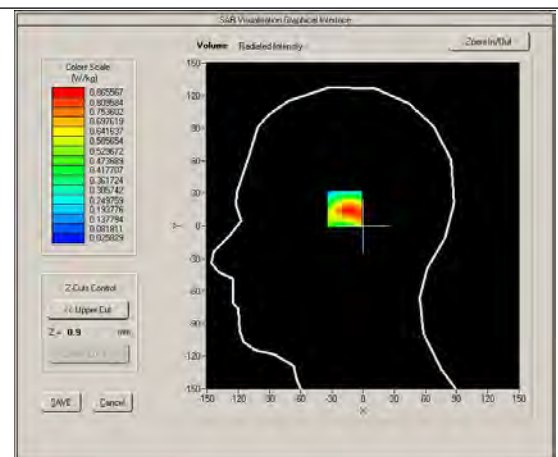 SAR Visualisation Graphical Interface
Volume Radiated Intensity
Zoom In/Out
Colors Scale
(W/kg)
0.865567
0.809584
0.753602
0.697619
0.641637
0.585654
0.529672
0.473689
0.417707
0.361724
0.305742
0.249759
0.193776
0.137794
0.081811
0.025829
150
120
90
60
30
0
-30
-60
-90
-120
-150
Y
-150 -120 -90 -60 -30 0 30 60 90 120 150
X
Z-Cuts Control
<< Upper Cut
Z = 0.9 mm
SAVE
Cancel